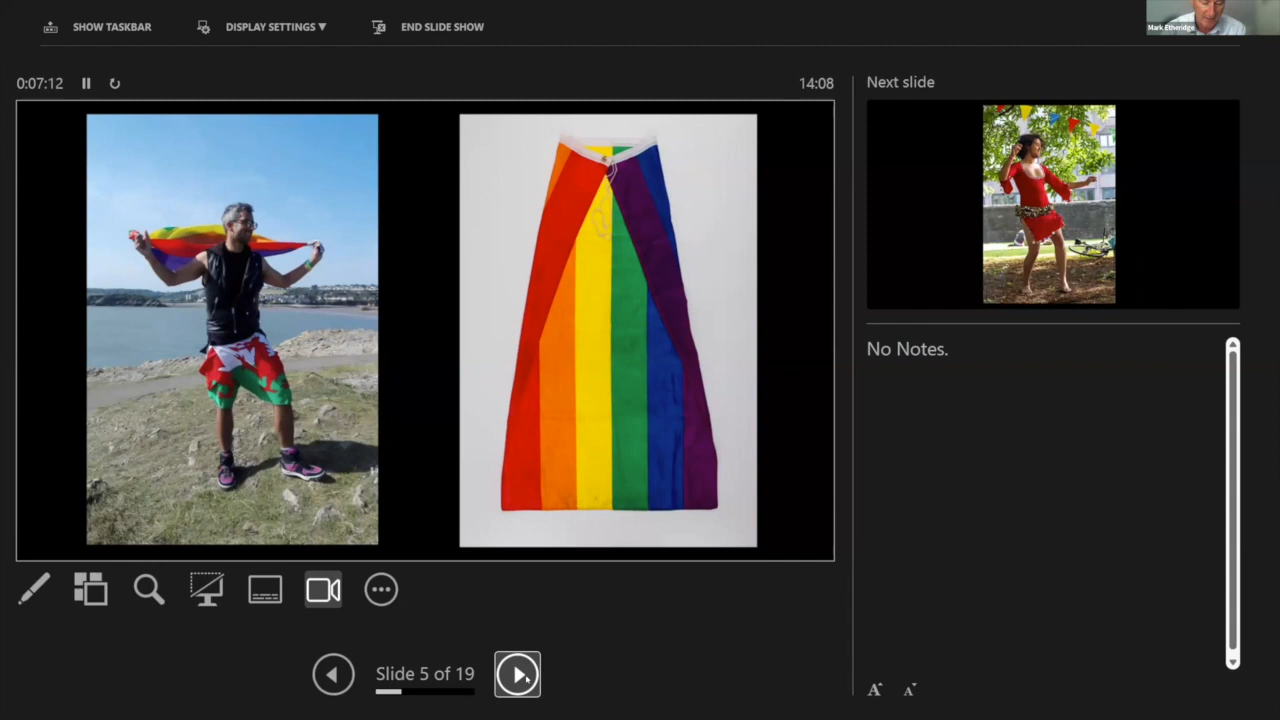 SHOW TASKBAR
DISPLAY SETTINGS ▼
END SLIDE SHOW
Mark Etheridge
0:07:12
14:08
Next slide
No Notes.
Slide 5 of 19
A
A